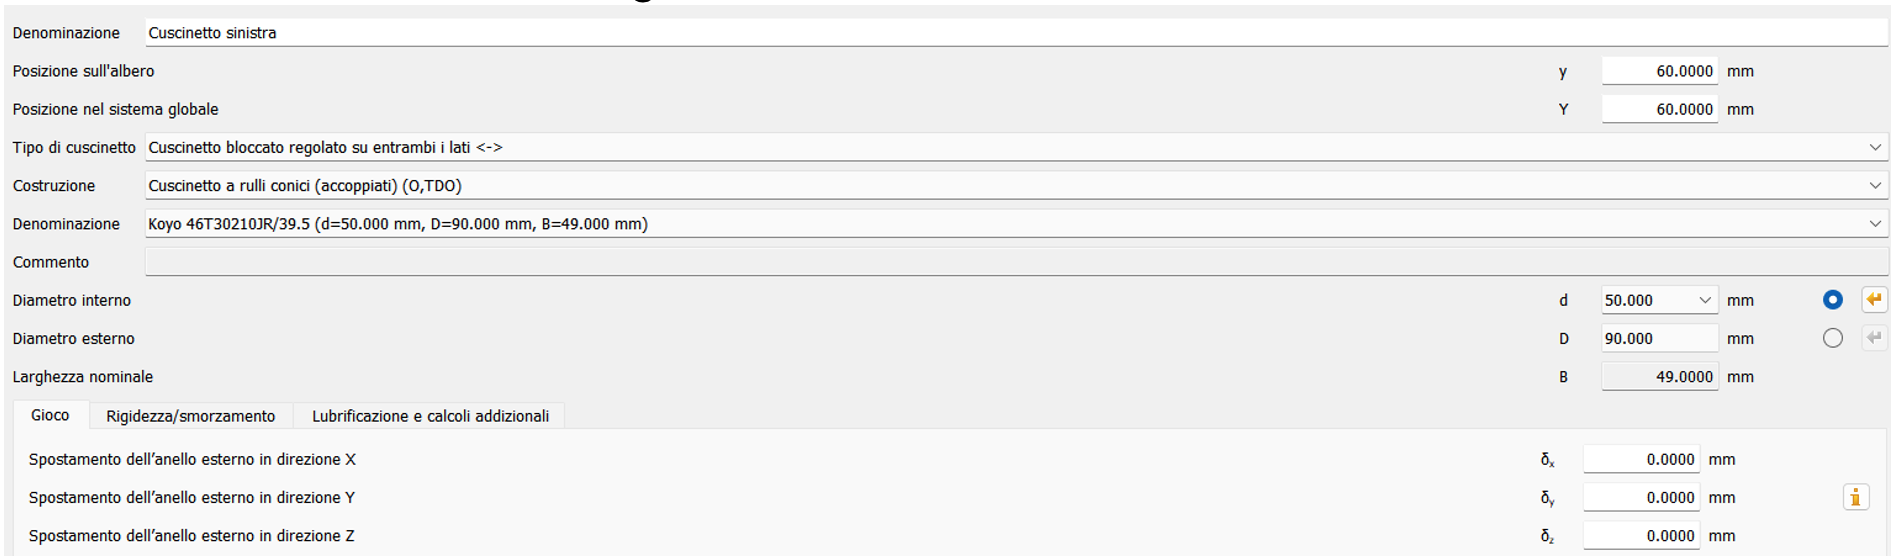 Denominazione Cuscinetto sinistra
Posizione sull'albero y 60.0000 mm
Posizione nel sistema globale Y 60.0000 mm
Tipo di cuscinetto Cuscinetto bloccato regolato su entrambi i lati <->
Costruzione Cuscinetto a rulli conici (accoppiati) (O,TDO)
Denominazione Koyo 46T30210JR/39.5 (d=50.000 mm, D=90.000 mm, B=49.000 mm)
Commento
Diametro interno d 50.000 mm
Diametro esterno D 90.000 mm
Larghezza nominale B 49.0000 mm
Gioco Rigidezza/smorzamento Lubrificazione e calcoli addizionali
Spostamento dell’anello esterno in direzione X δx 0.0000 mm
Spostamento dell’anello esterno in direzione Y δy 0.0000 mm
Spostamento dell’anello esterno in direzione Z δz 0.0000 mm